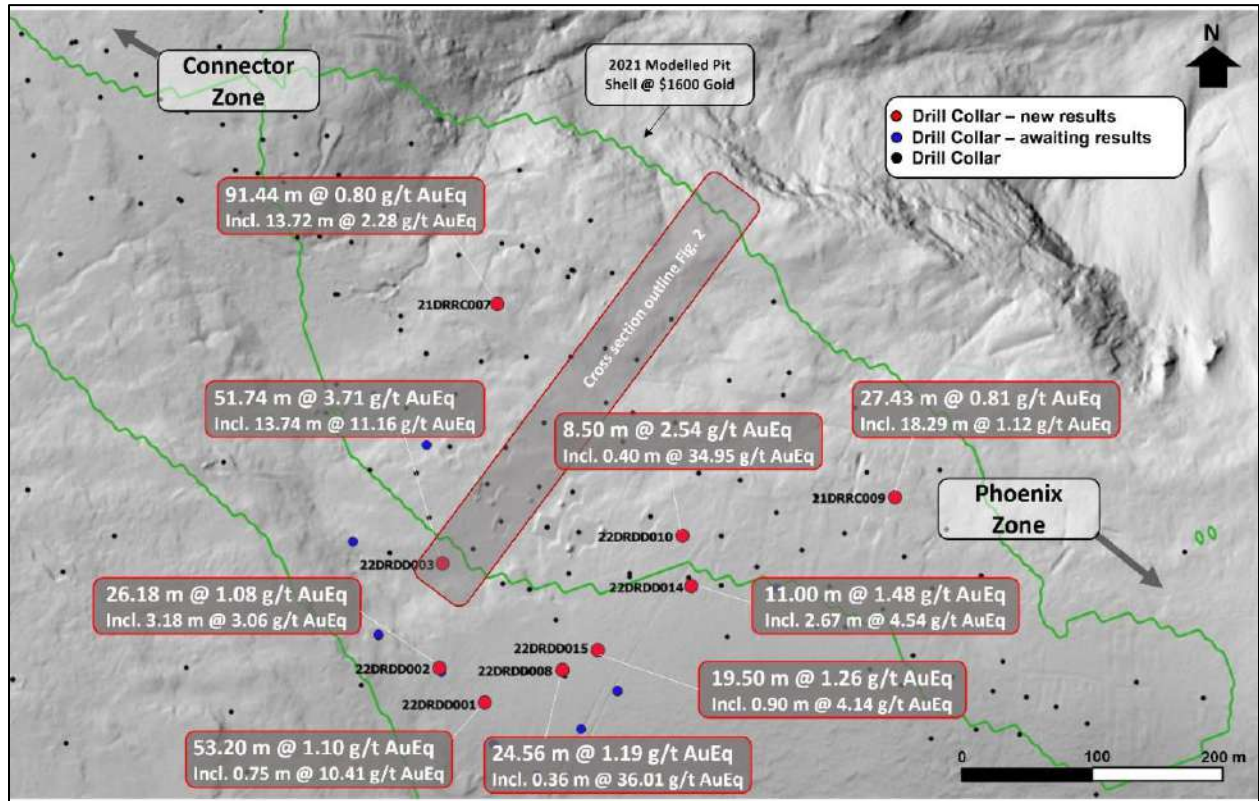 N
Connector
Zone
2021 Modelled Pit
Shell @ $1600 Gold
Drill Collar – new results
Drill Collar – awaiting results
Drill Collar
91.44 m @ 0.80 g/t AuEq
Incl. 13.72 m @ 2.28 g/t AuEq
21DRRC007
Cross section outline Fig. 2
51.74 m @ 3.71 g/t AuEq
Incl. 13.74 m @ 11.16 g/t AuEq
8.50 m @ 2.54 g/t AuEq
Incl. 0.40 m @ 34.95 g/t AuEq
27.43 m @ 0.81 g/t AuEq
Incl. 18.29 m @ 1.12 g/t AuEq
21DRRC009
Phoenix
Zone
22DRDD010
22DRDD003
22DRDD014
26.18 m @ 1.08 g/t AuEq
Incl. 3.18 m @ 3.06 g/t AuEq
11.00 m @ 1.48 g/t AuEq
Incl. 2.67 m @ 4.54 g/t AuEq
22DRDD015
22DRDD002
22DRDD008
19.50 m @ 1.26 g/t AuEq
Incl. 0.90 m @ 4.14 g/t AuEq
22DRDD001
53.20 m @ 1.10 g/t AuEq
Incl. 0.75 m @ 10.41 g/t AuEq
24.56 m @ 1.19 g/t AuEq
Incl. 0.36 m @ 36.01 g/t AuEq
0 100 200 m